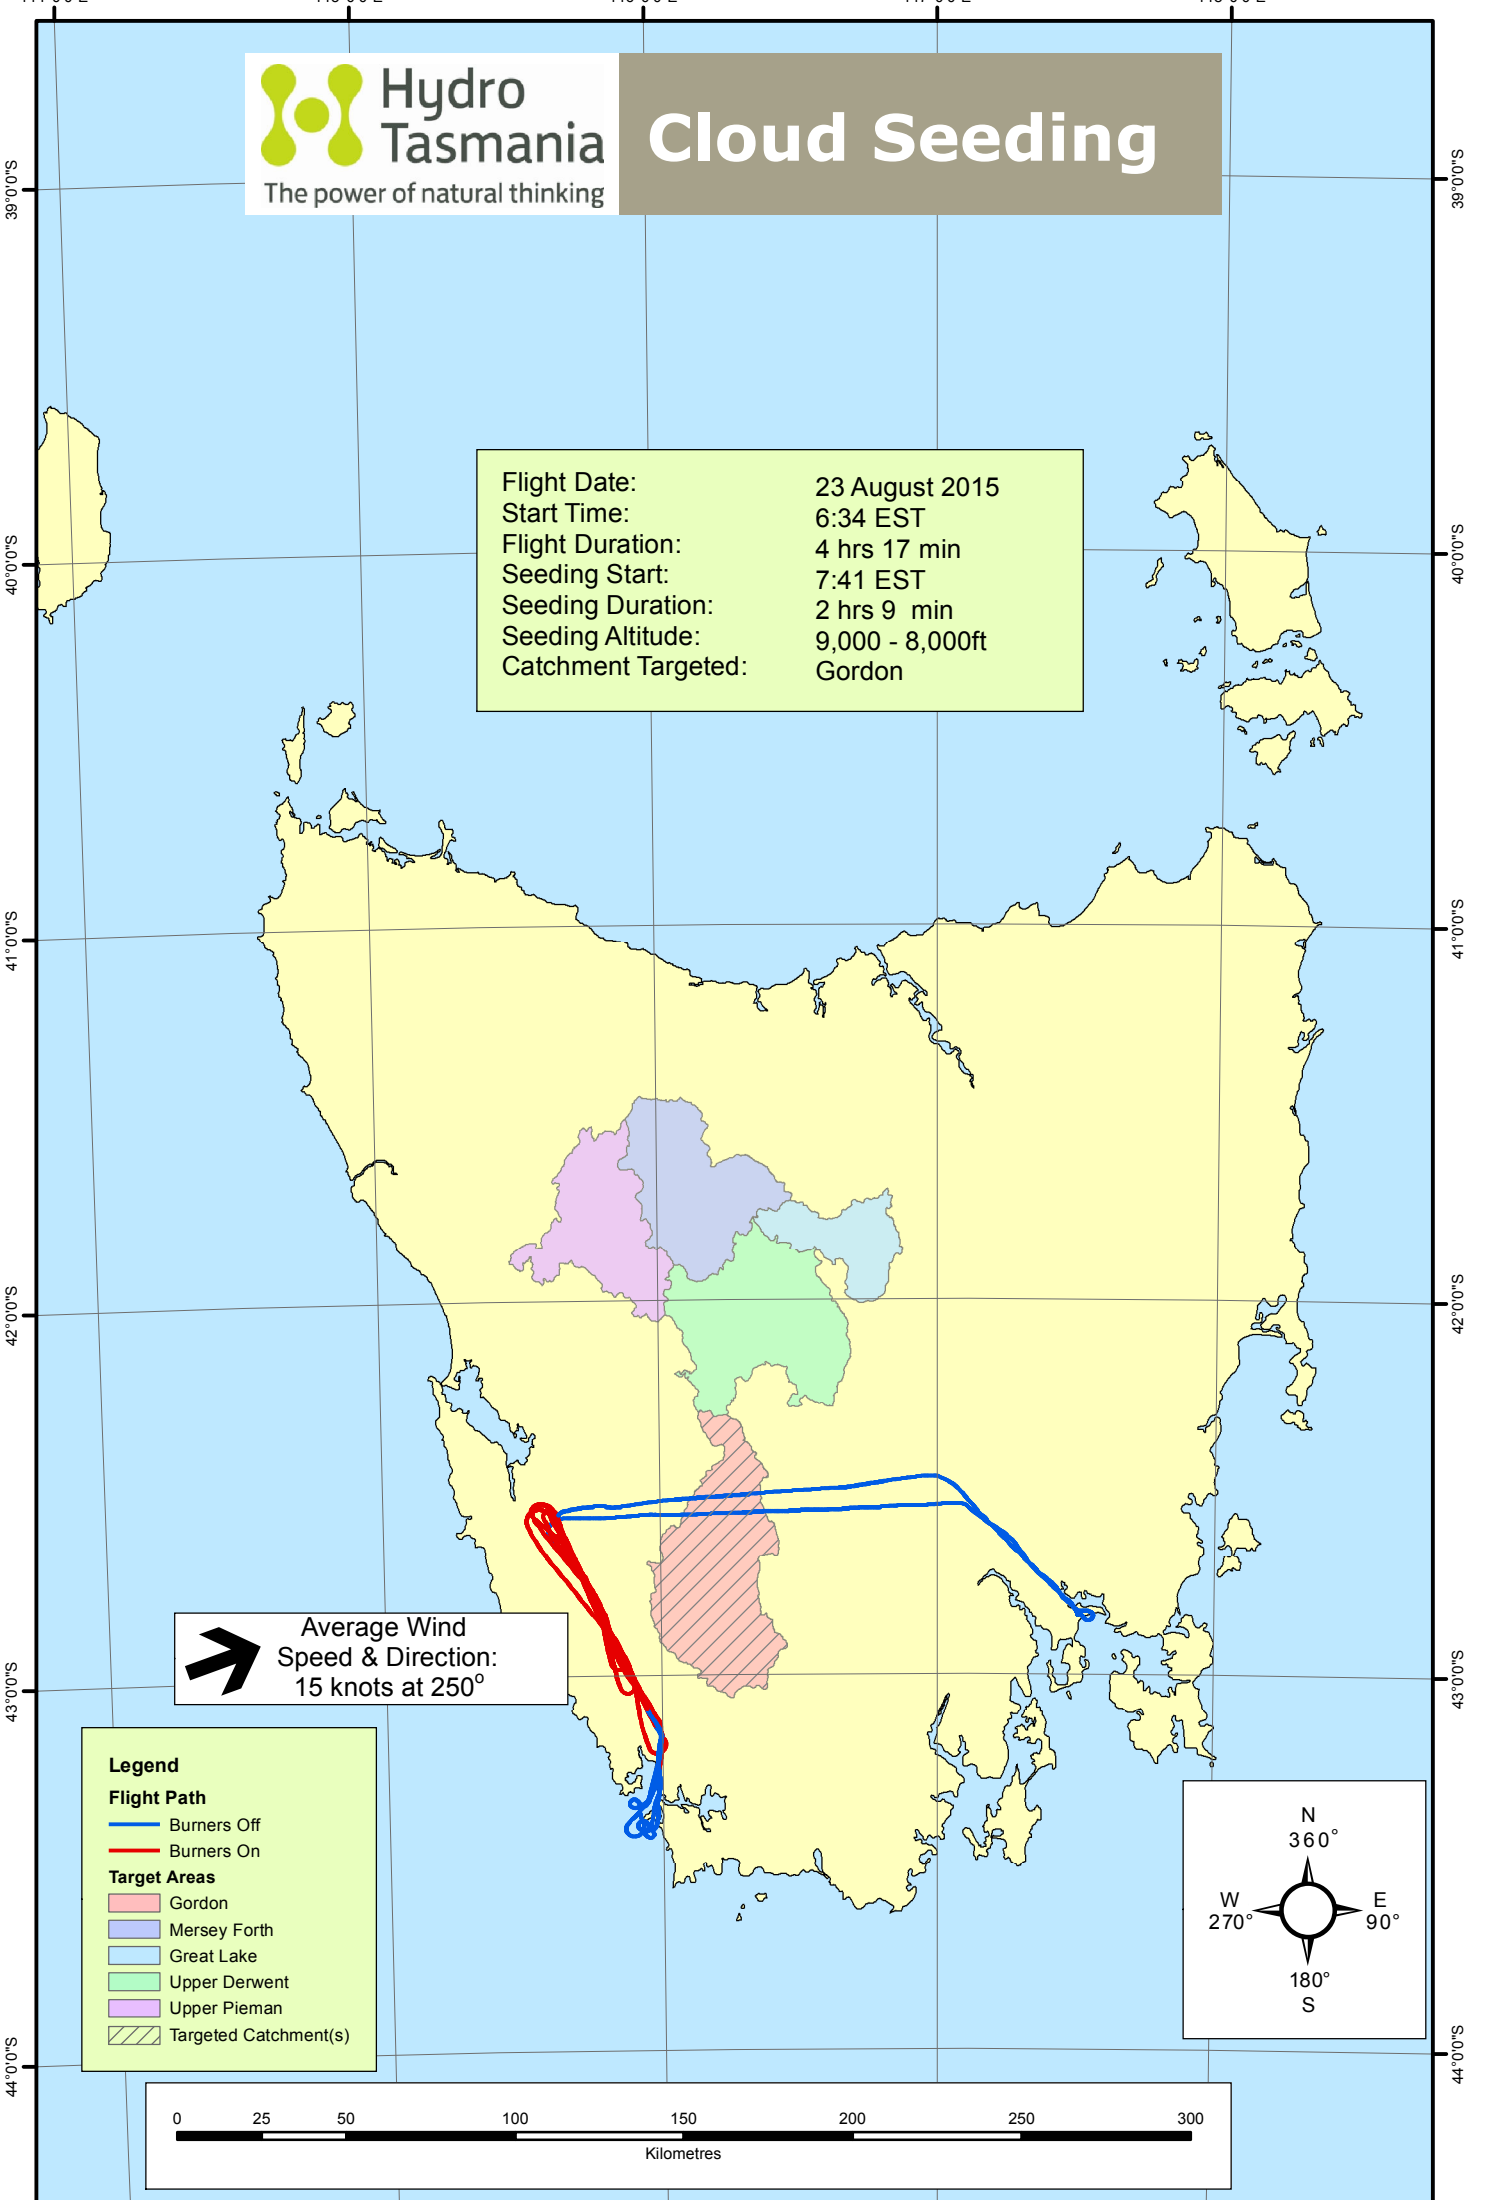 Hydro
Tasmania
The power of natural thinking
Cloud Seeding
39°0'0"S
39°0'0"S
Flight Date: 23 August 2015
Start Time: 6:34 EST
Flight Duration: 4 hrs 17 min
Seeding Start: 7:41 EST
Seeding Duration: 2 hrs 9 min
Seeding Altitude: 9,000 - 8,000ft
Catchment Targeted: Gordon
40°0'0"S
40°0'0"S
41°0'0"S
41°0'0"S
42°0'0"S
42°0'0"S
Average Wind
Speed & Direction:
15 knots at 250°
43°0'0"S
43°0'0"S
Legend
Flight Path
Burners Off
Burners On
Target Areas
Gordon
Mersey Forth
Great Lake
Upper Derwent
Upper Pieman
Targeted Catchment(s)
N
360°
W
270°
E
90°
180°
S
44°0'0"S
44°0'0"S
0 25 50 100 150 200 250 300
Kilometres